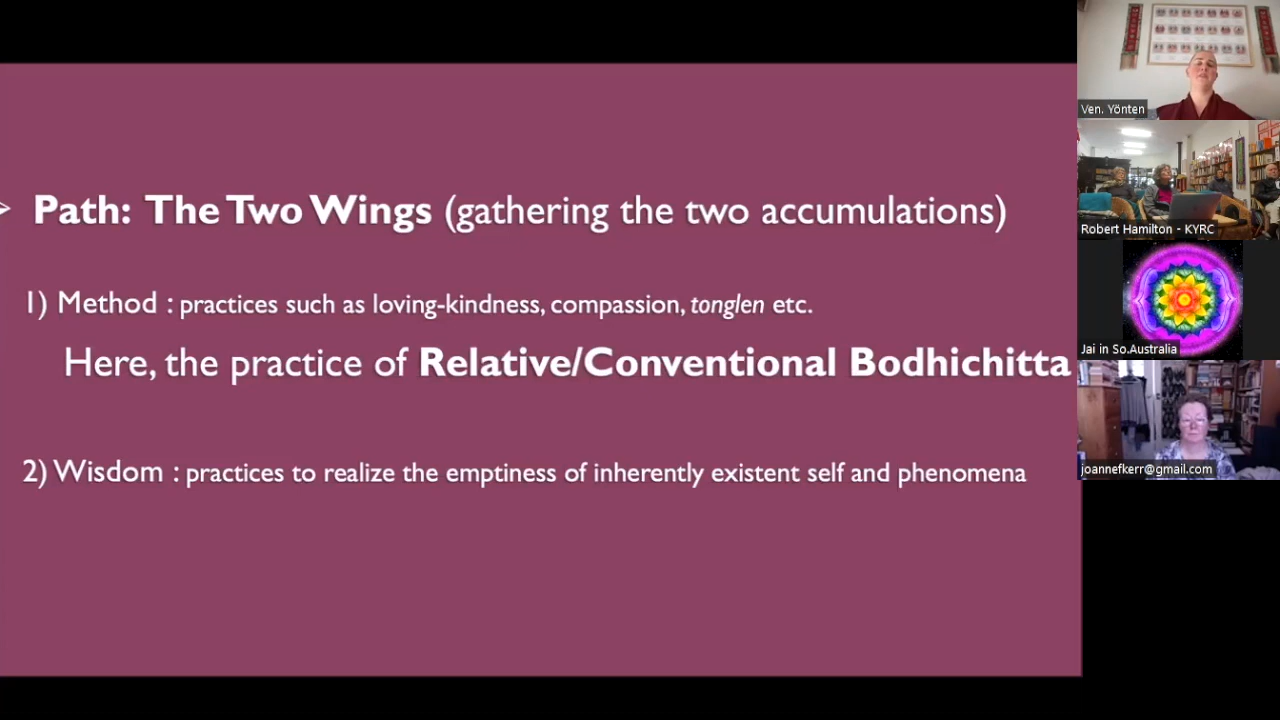 Path: The Two Wings (gathering the two accumulations)
1) Method : practices such as loving-kindness, compassion, tonglen etc.
Here, the practice of Relative/Conventional Bodhichitta
2) Wisdom : practices to realize the emptiness of inherently existent self and phenomena
Ven. Yönten
Robert Hamilton - KYRC
Jai in So.Australia
joannefkerr@gmail.com